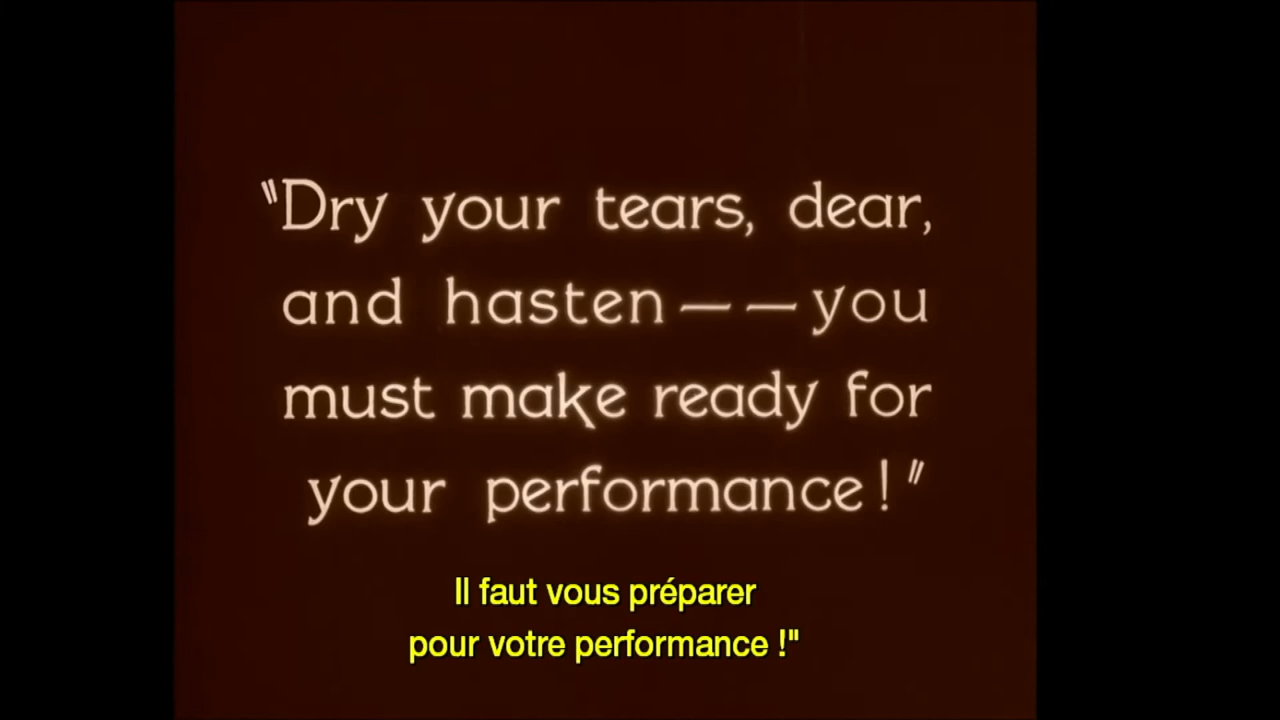 "Dry your tears, dear,
and hasten — — you
must make ready for
your performance!"
Il faut vous préparer
pour votre performance !"